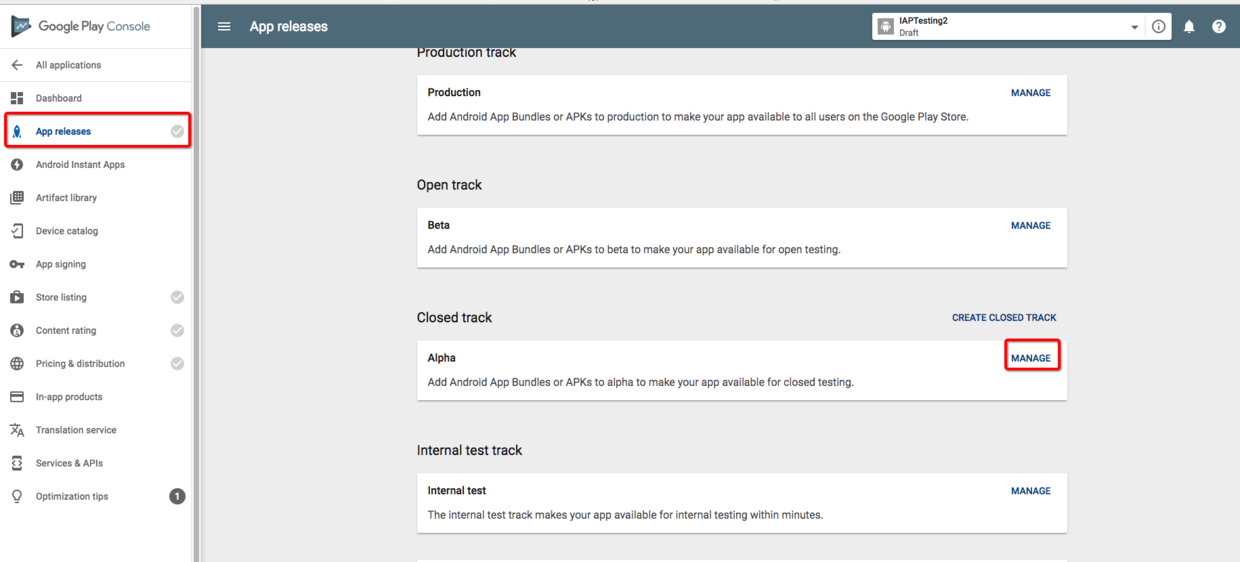 Google Play Console
App releases
IAPTesting2
Draft
All applications
Dashboard
App releases
Android Instant Apps
Artifact library
Device catalog
App signing
Store listing
Content rating
Pricing & distribution
In-app products
Translation service
Services & APIs
Optimization tips 1
Production track
Production MANAGE
Add Android App Bundles or APKs to production to make your app available to all users on the Google Play Store.
Open track
Beta MANAGE
Add Android App Bundles or APKs to beta to make your app available for open testing.
Closed track CREATE CLOSED TRACK
Alpha MANAGE
Add Android App Bundles or APKs to alpha to make your app available for closed testing.
Internal test track
Internal test MANAGE
The internal test track makes your app available for internal testing within minutes.